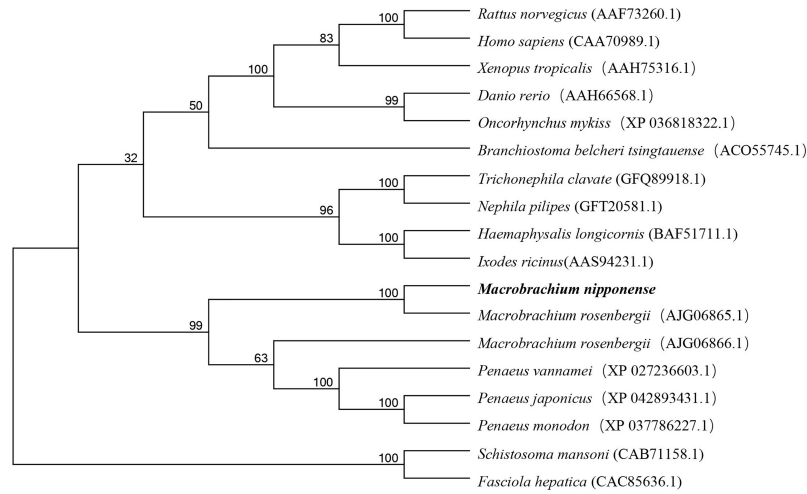 100
Rattus norvegicus (AAF73260.1)
83
Homo sapiens (CAA70989.1)
100
Xenopus tropicalis （AAH75316.1）
50
99
Danio rerio （AAH66568.1）
Oncorhynchus mykiss （XP 036818322.1）
32
Branchiostoma belcheri tsingtauense （ACO55745.1）
100
Trichonephila clavate (GFQ89918.1)
96
Nephila pilipes (GFT20581.1)
100
Haemaphysalis longicornis (BAF51711.1)
Ixodes ricinus(AAS94231.1)
100
Macrobrachium nipponense
99
Macrobrachium rosenbergii （AJG06865.1）
63
Macrobrachium rosenbergii （AJG06866.1）
100
Penaeus vannamei （XP 027236603.1）
100
Penaeus japonicus （XP 042893431.1）
Penaeus monodon （XP 037786227.1）
100
Schistosoma mansoni (CAB71158.1)
Fasciola hepatica (CAC85636.1)